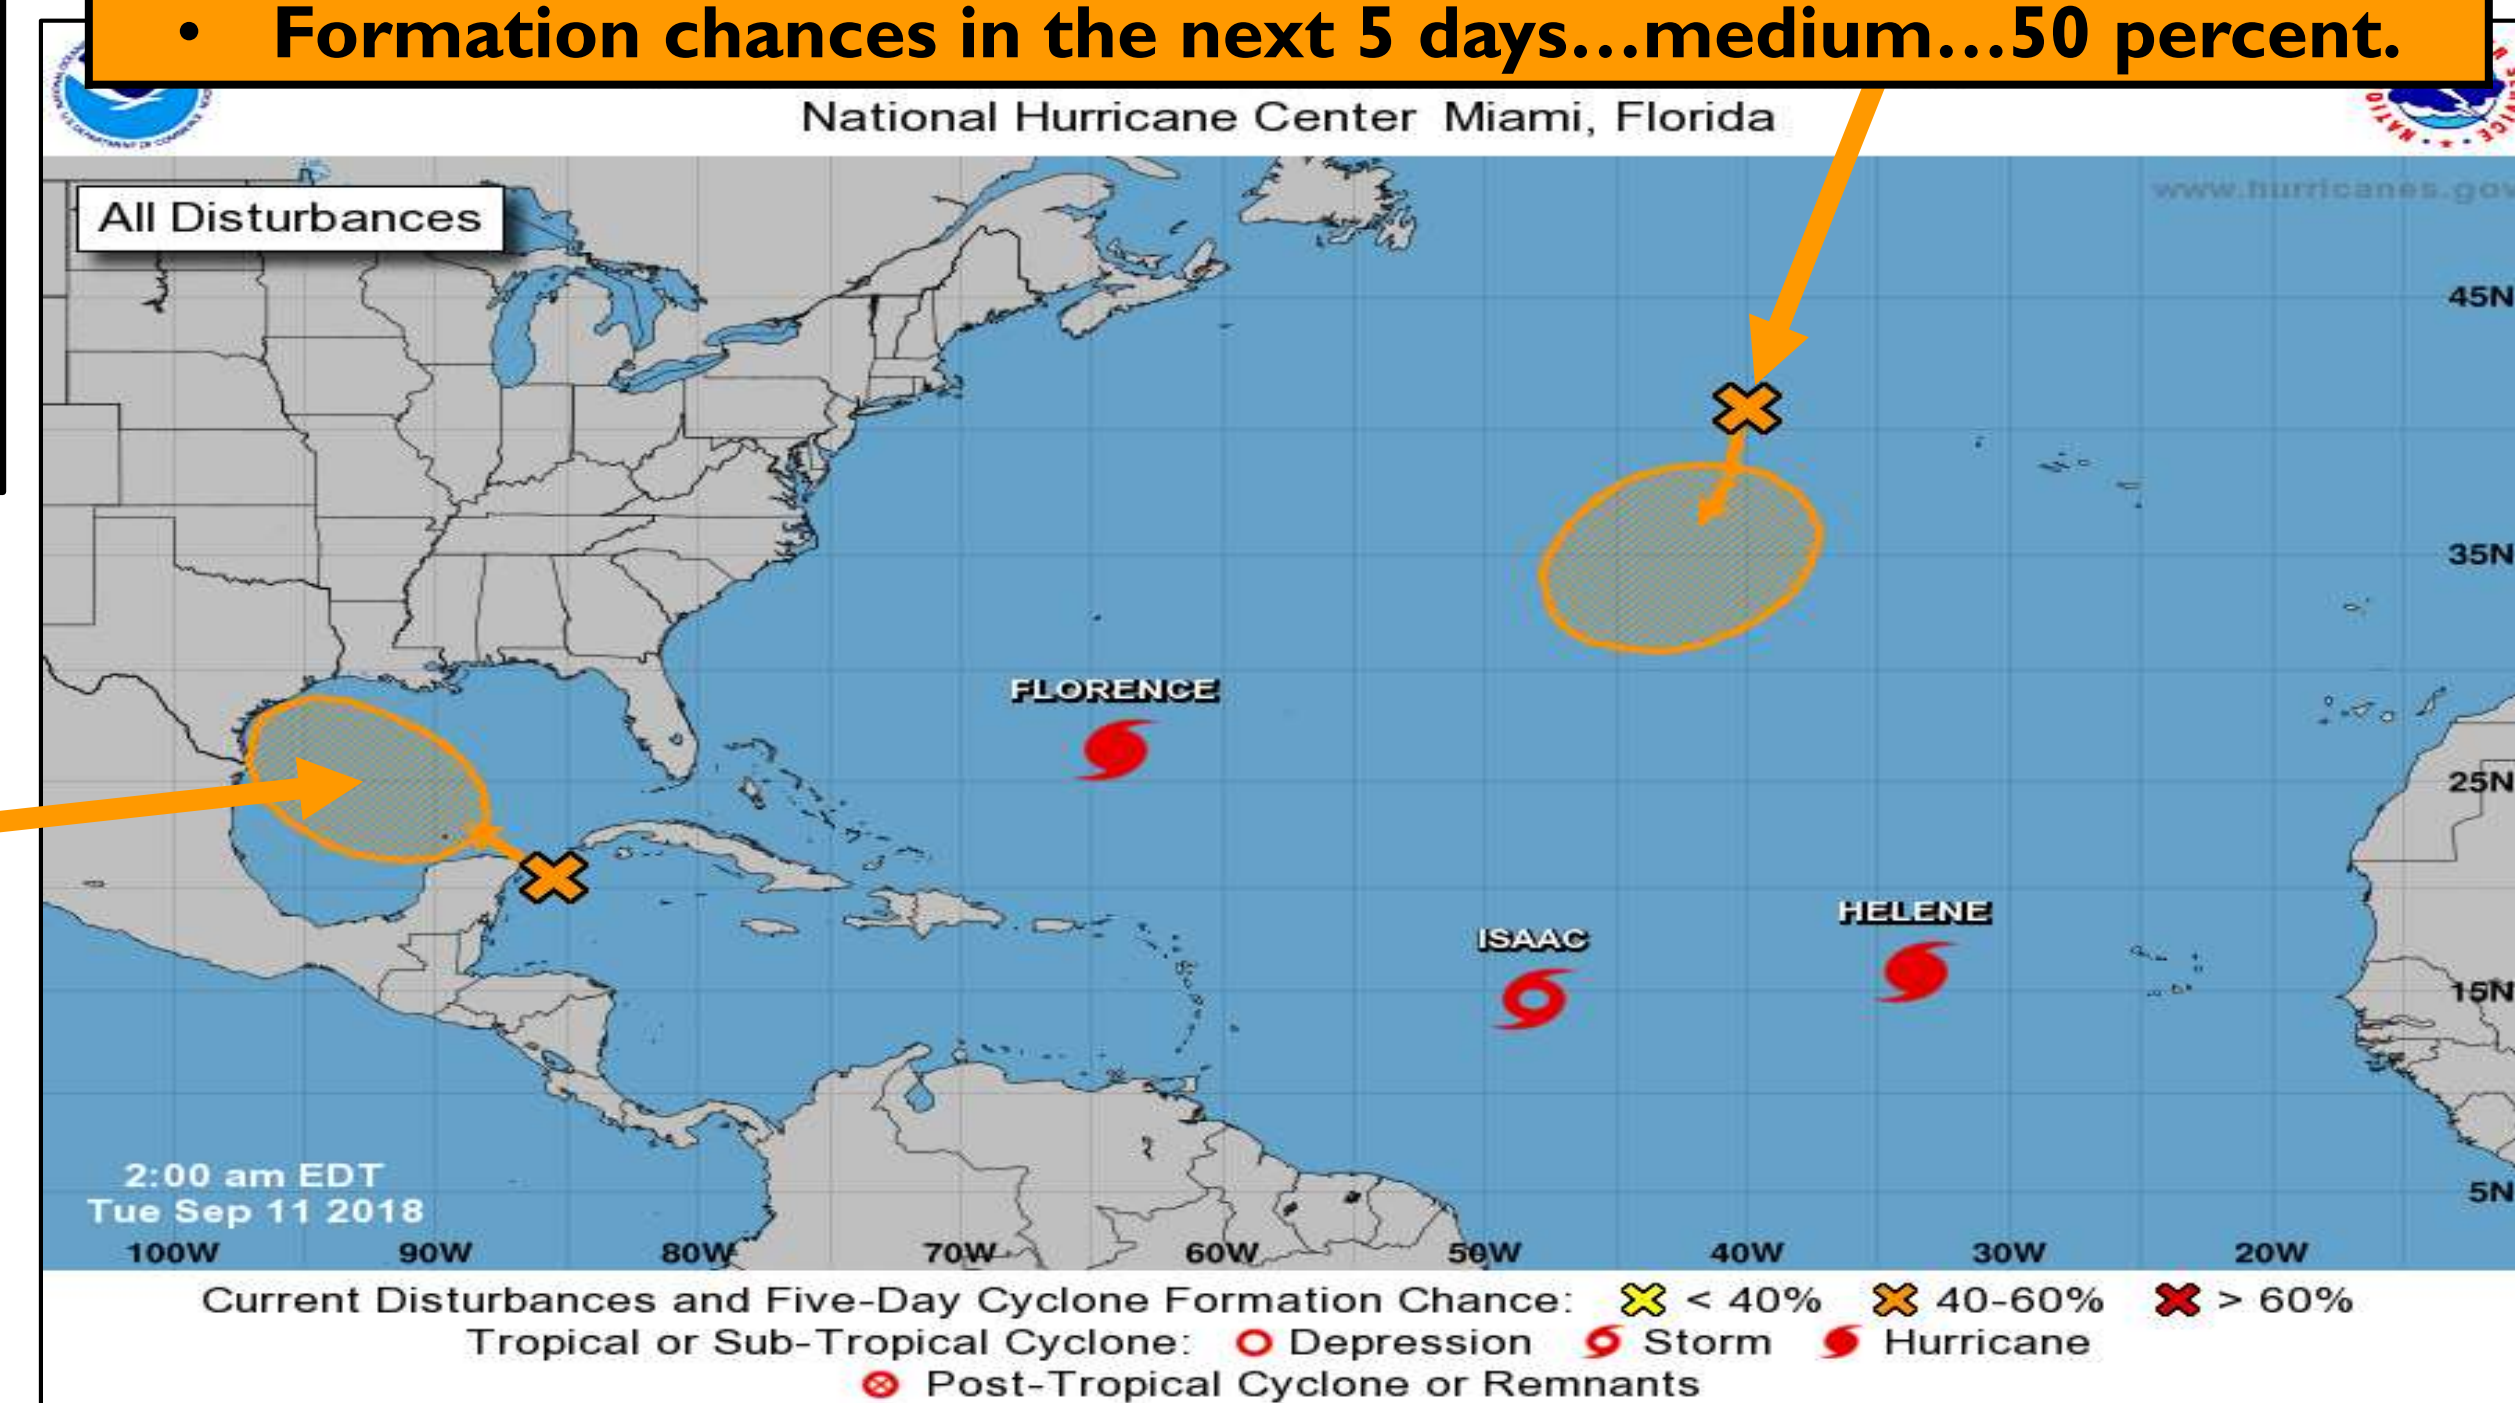 • Formation chances in the next 5 days...medium...50 percent.
National Hurricane Center Miami, Florida
All Disturbances
www.hurricanes.gov
45N
35N
FLORENCE
25N
HELENE
ISAAC
15N
2:00 am EDT
Tue Sep 11 2018
5N
100W 90W 80W 70W 60W 50W 40W 30W 20W
Current Disturbances and Five-Day Cyclone Formation Chance: < 40% 40-60% > 60%
Tropical or Sub-Tropical Cyclone: Depression Storm Hurricane
Post-Tropical Cyclone or Remnants